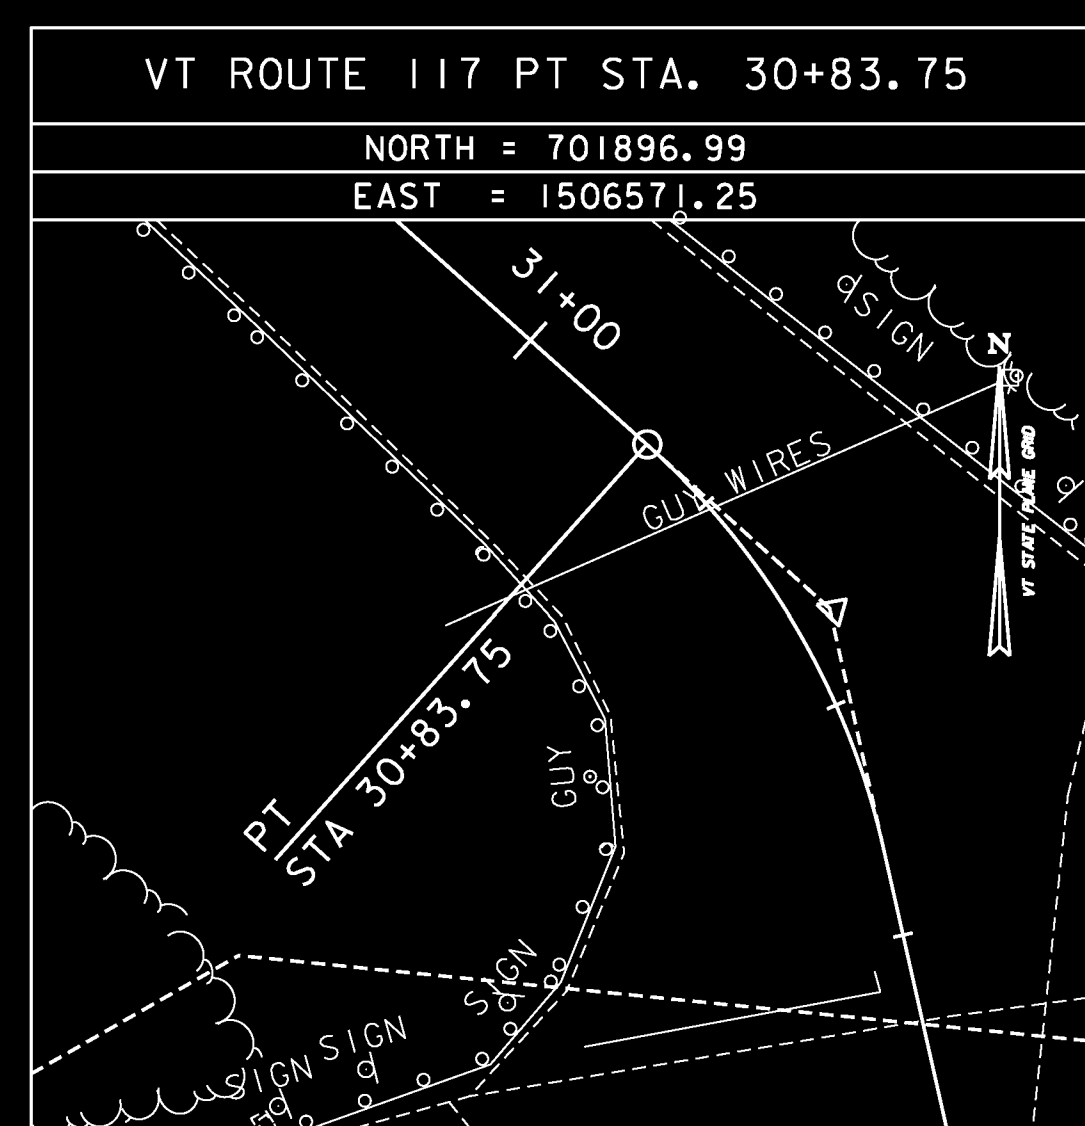 VT ROUTE 117 PT STA. 30+83.75
NORTH = 701896.99
EAST = 1506571.25
31+00
SIGN
N
GUY WIRES
VT STATE PLANE GRID
PT
STA 30+83.75
GUY
SIGN
SIGN
SIGN